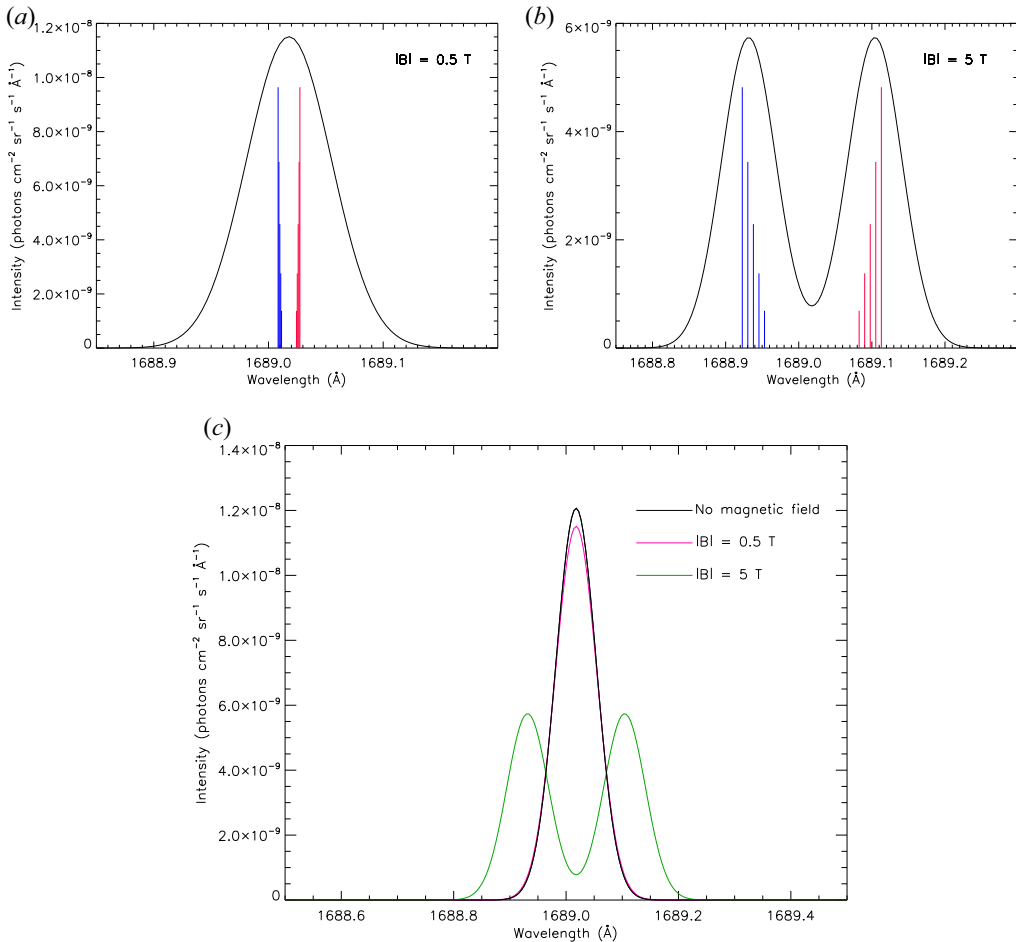 (a)
|B| = 0.5 T
Intensity (photons cm⁻² sr⁻¹ s⁻¹ Å⁻¹)
1.2×10⁻⁸
1.0×10⁻⁸
8.0×10⁻⁹
6.0×10⁻⁹
4.0×10⁻⁹
2.0×10⁻⁹
0
1688.9
1689.0
1689.1
Wavelength (Å)
(b)
|B| = 5 T
Intensity (photons cm⁻² sr⁻¹ s⁻¹ Å⁻¹)
6×10⁻⁹
4×10⁻⁹
2×10⁻⁹
0
1688.8
1688.9
1689.0
1689.1
1689.2
Wavelength (Å)
(c)
Intensity (photons cm⁻² sr⁻¹ s⁻¹ Å⁻¹)
1.4×10⁻⁸
1.2×10⁻⁸
1.0×10⁻⁸
8.0×10⁻⁹
6.0×10⁻⁹
4.0×10⁻⁹
2.0×10⁻⁹
0
No magnetic field
|B| = 0.5 T
|B| = 5 T
1688.6
1688.8
1689.0
1689.2
1689.4
Wavelength (Å)